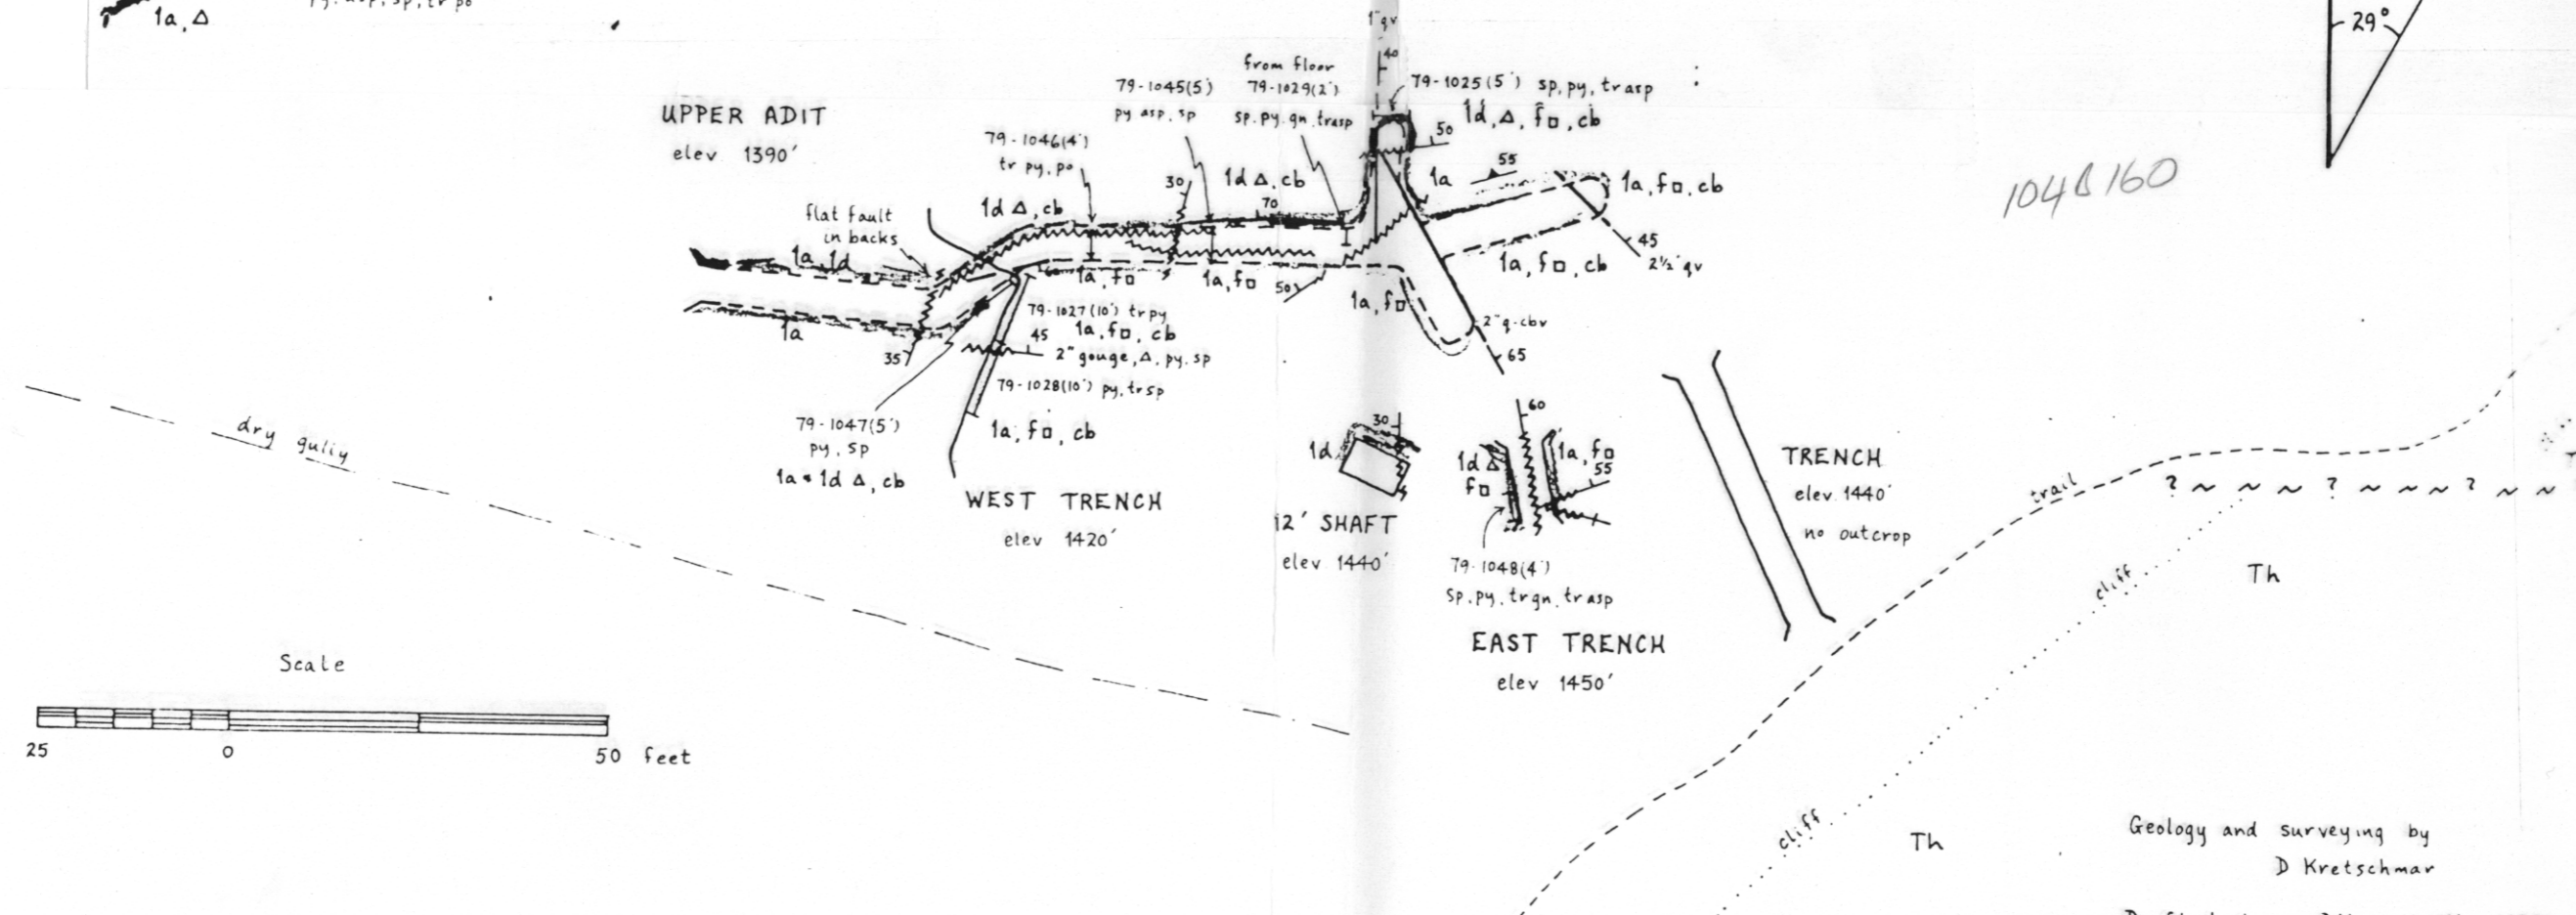 1a, Δ
1" qv
40
29°
from floor
79-1045(5')
79-1029(2')
79-1025(5') sp, py, tr asp
py asp, sp
sp. py. gn. tr asp
1d, Δ, f□, cb
50
UPPER ADIT
elev 1390'
79-1046(4')
tr py, po
30
1d Δ, cb
70
1a
55
1a, f□, cb
104B160
flat fault
in backs
1d Δ, cb
45
2½" qv
1a, 1d
1a, f□
1a, f□
50
1a, f□, cb
1a, f□
1a
35
79-1027(10') tr py
1a, f□, cb
45
2" gouge, Δ, py. sp
79-1028(10') py, tr sp
2" q-cbv
65
79-1047(5')
py, sp
1a + 1d Δ, cb
1a, f□, cb
WEST TRENCH
elev 1420'
dry gully
30
1d
12' SHAFT
elev 1440'
60
1d Δ
f□
1a, f□
55
79-1048(4')
sp. py. tr gn. tr asp
EAST TRENCH
elev 1450'
TRENCH
elev. 1440'
no outcrop
trail
? ~ ~ ~ ? ~ ~ ~ ? ~ ~
cliff
Th
Scale
25 0 50 feet
cliff
Th
Geology and surveying by
D Kretschmar